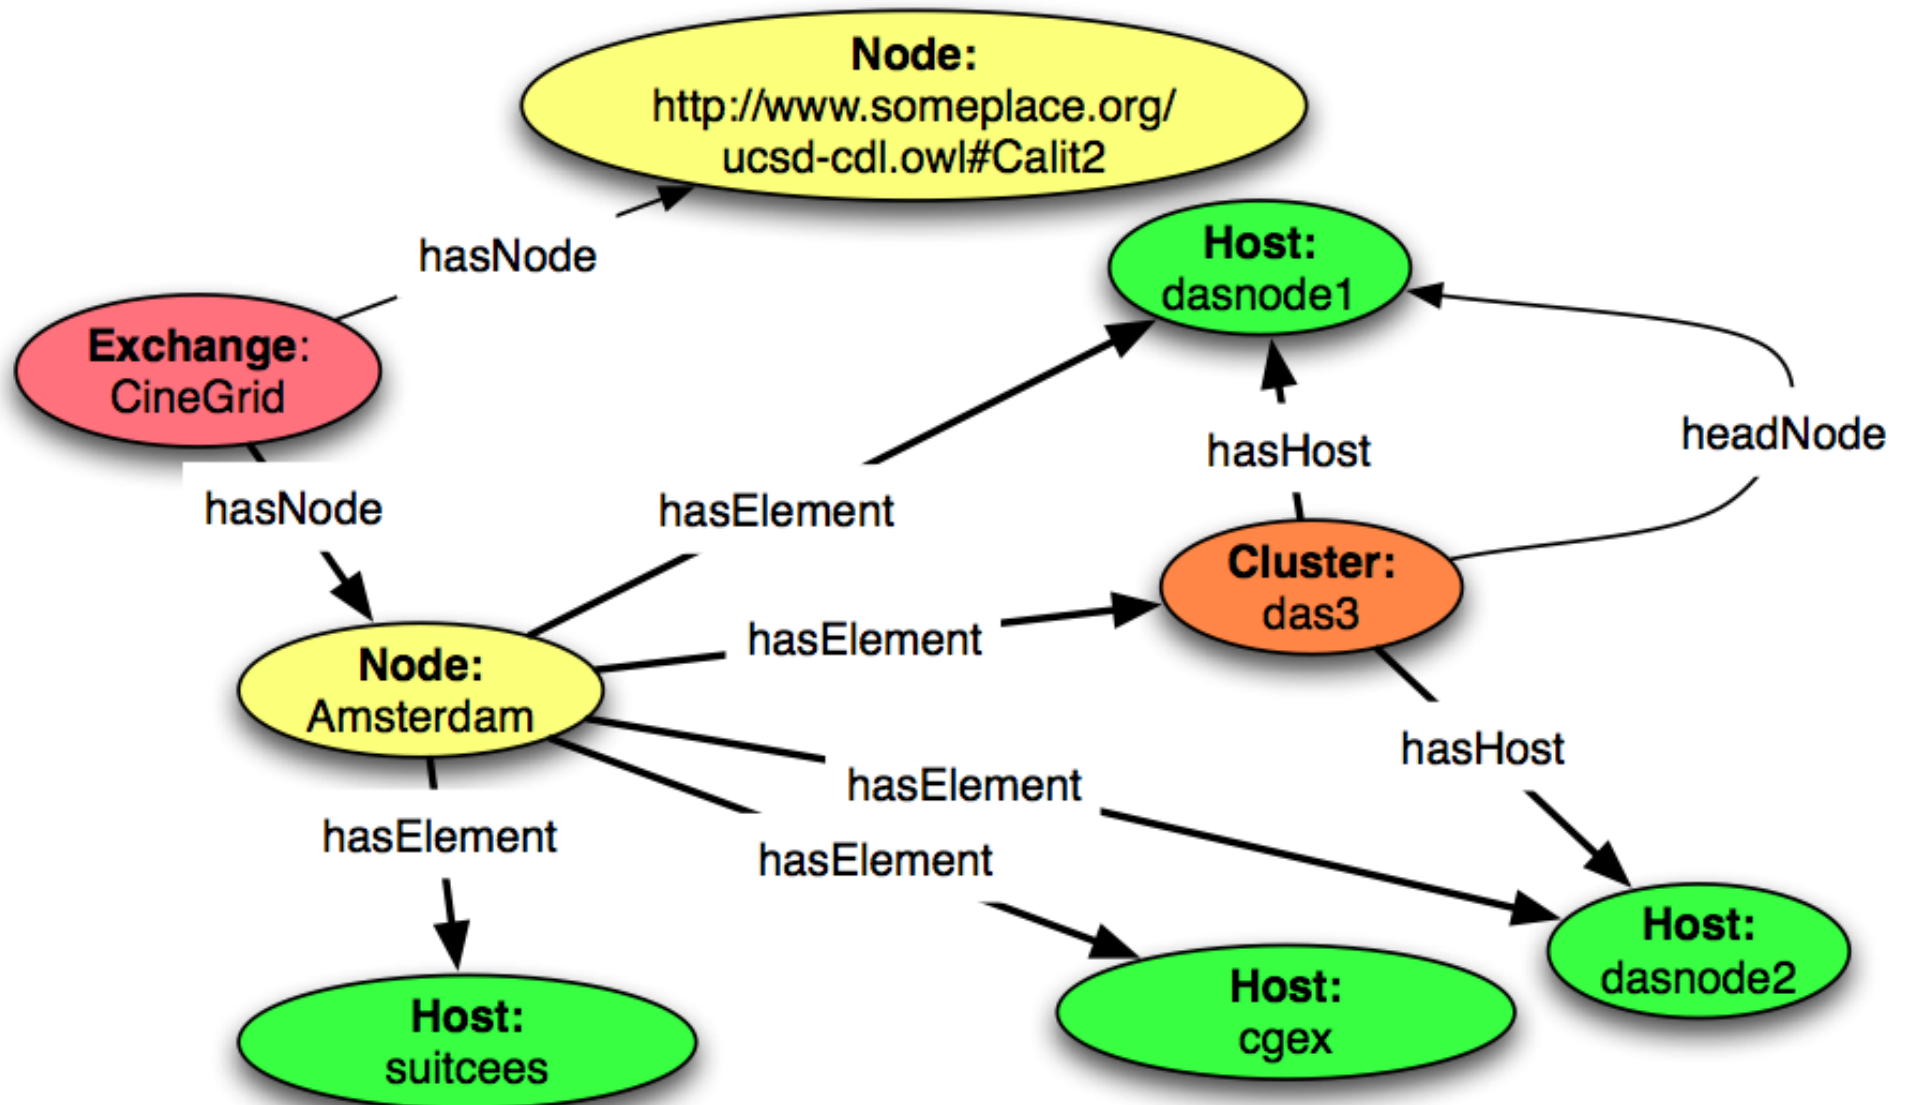 Node:
http://www.someplace.org/
ucsd-cdl.owl#Calit2
hasNode
Host:
dasnode1
Exchange:
CineGrid
headNode
hasHost
hasNode
hasElement
Cluster:
das3
hasElement
Node:
Amsterdam
hasHost
hasElement
hasElement
hasElement
Host:
dasnode2
Host:
cgex
Host:
suitcees